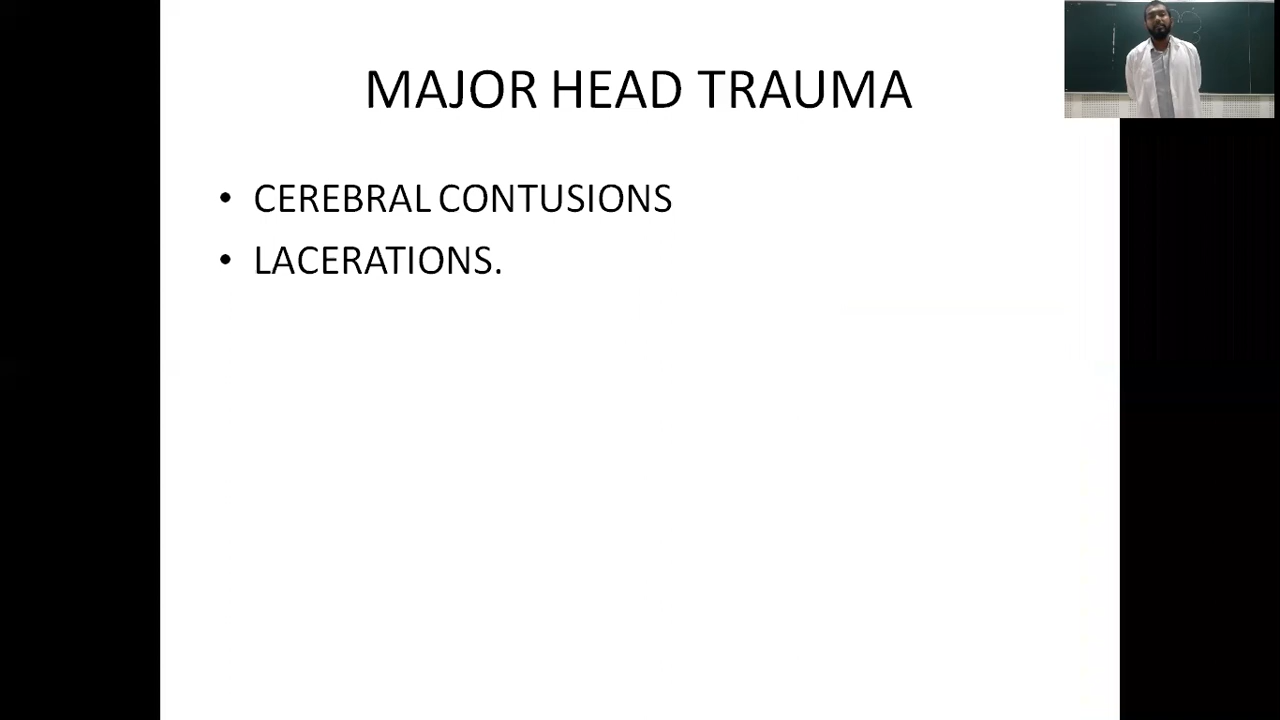 MAJOR HEAD TRAUMA
• CEREBRAL CONTUSIONS
• LACERATIONS.